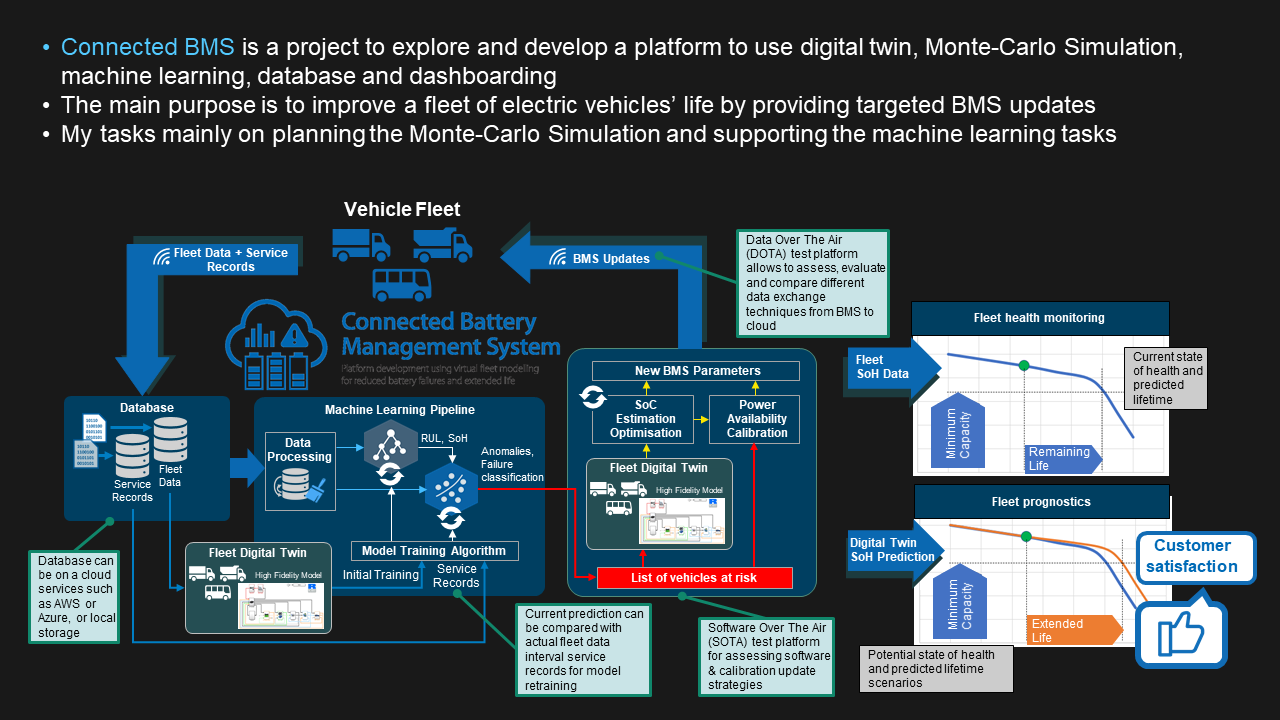 • Connected BMS is a project to explore and develop a platform to use digital twin, Monte-Carlo Simulation,
machine learning, database and dashboarding
• The main purpose is to improve a fleet of electric vehicles’ life by providing targeted BMS updates
• My tasks mainly on planning the Monte-Carlo Simulation and supporting the machine learning tasks
Vehicle Fleet
Fleet Data + Service
Records
BMS Updates
Data Over The Air
(DOTA) test platform
allows to assess, evaluate
and compare different
data exchange
techniques from BMS to
cloud
Connected Battery
Management System
Platform development using virtual fleet modelling
for reduced battery failures and extended life
Database
10110
1100100
0101101
0010101
10110
1100100
0101101
0010101
Service
Records
Fleet
Data
Database can
be on a cloud
services such
as AWS or
Azure, or local
storage
Machine Learning Pipeline
Data
Processing
RUL, SoH
Anomalies,
Failure
classification
Model Training Algorithm
Initial Training
Service
Records
Fleet Digital Twin
High Fidelity Model
Current prediction can
be compared with
actual fleet data
interval service
records for model
retraining
New BMS Parameters
SoC
Estimation
Optimisation
Power
Availability
Calibration
Fleet Digital Twin
High Fidelity Model
List of vehicles at risk
Software Over The Air
(SOTA) test platform
for assessing software
& calibration update
strategies
Fleet health monitoring
Fleet
SoH Data
Minimum
Capacity
Remaining
Life
Current state
of health and
predicted
lifetime
Fleet prognostics
Digital Twin
SoH Prediction
Minimum
Capacity
Extended
Life
Customer
satisfaction
Potential state of health
and predicted lifetime
scenarios